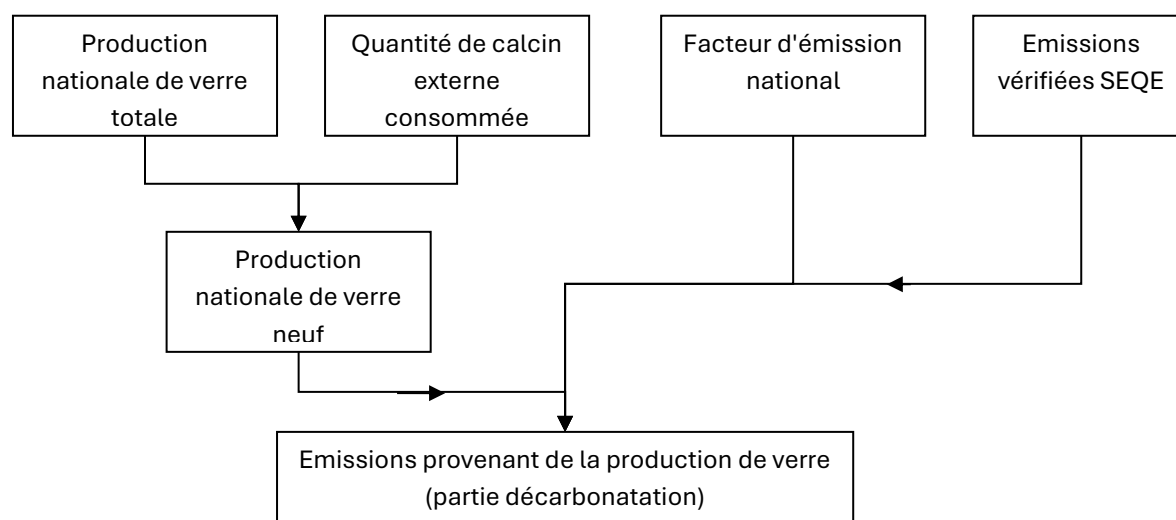 Production
nationale de verre
totale
Quantité de calcin
externe
consommée
Facteur d'émission
national
Emissions
vérifiées SEQE
Production
nationale de verre
neuf
Emissions provenant de la production de verre
(partie décarbonatation)